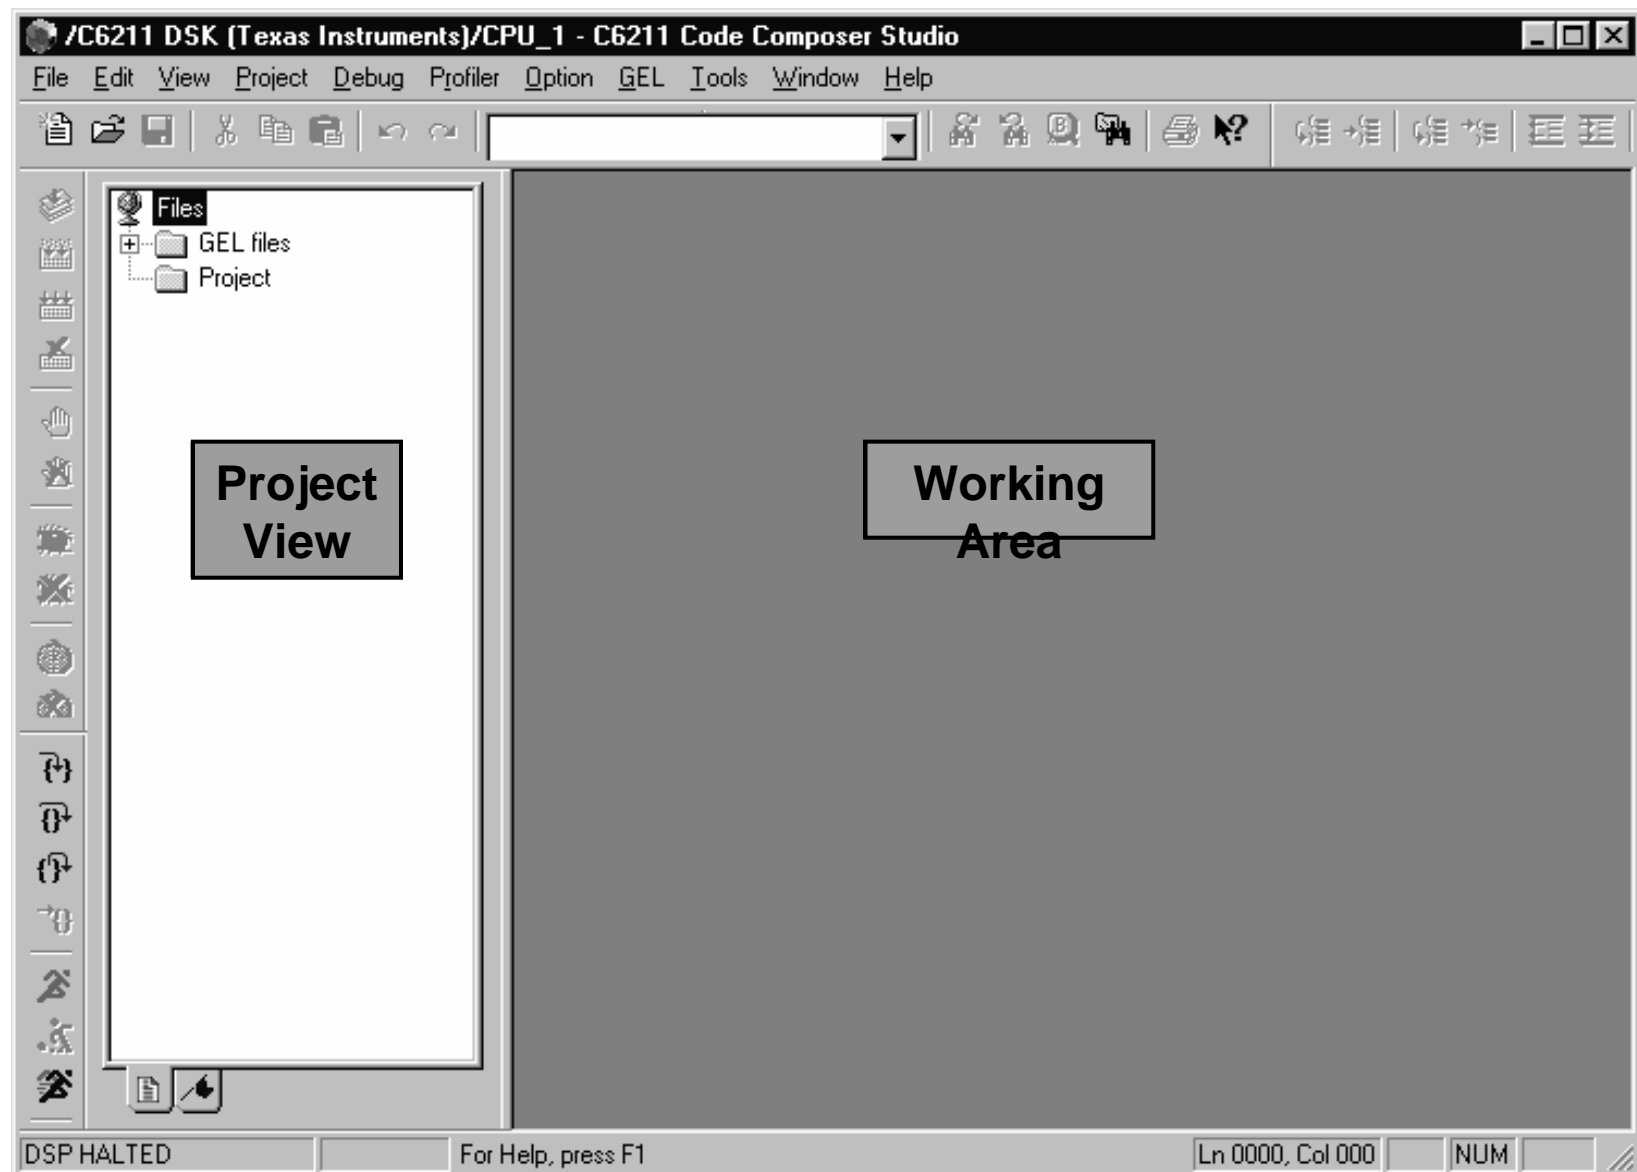 /C6211 DSK (Texas Instruments)/CPU_1 - C6211 Code Composer Studio
File Edit View Project Debug Profiler Option GEL Tools Window Help
Files
GEL files
Project
Project
View
Working
Area
DSP HALTED For Help, press F1 Ln 0000, Col 000 NUM